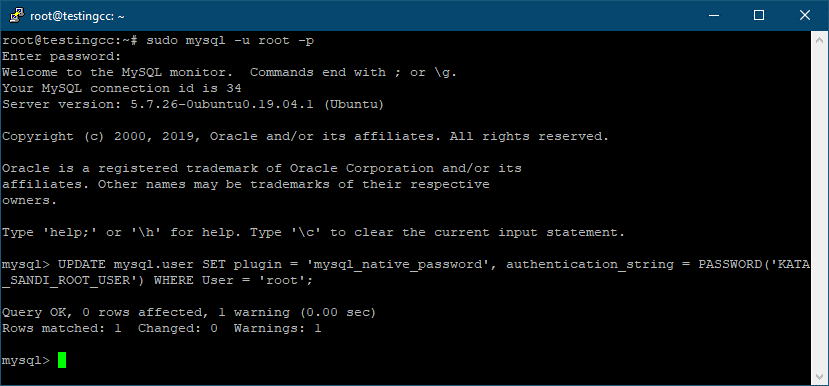 root@testingcc: ~
root@testingcc:~# sudo mysql -u root -p
Enter password:
Welcome to the MySQL monitor.  Commands end with ; or \g.
Your MySQL connection id is 34
Server version: 5.7.26-0ubuntu0.19.04.1 (Ubuntu)
Copyright (c) 2000, 2019, Oracle and/or its affiliates. All rights reserved.
Oracle is a registered trademark of Oracle Corporation and/or its
affiliates. Other names may be trademarks of their respective
owners.
Type 'help;' or '\h' for help. Type '\c' to clear the current input statement.
mysql> UPDATE mysql.user SET plugin = 'mysql_native_password', authentication_string = PASSWORD('KATA
_SANDI_ROOT_USER') WHERE User = 'root';
Query OK, 0 rows affected, 1 warning (0.00 sec)
Rows matched: 1  Changed: 0  Warnings: 1
mysql>